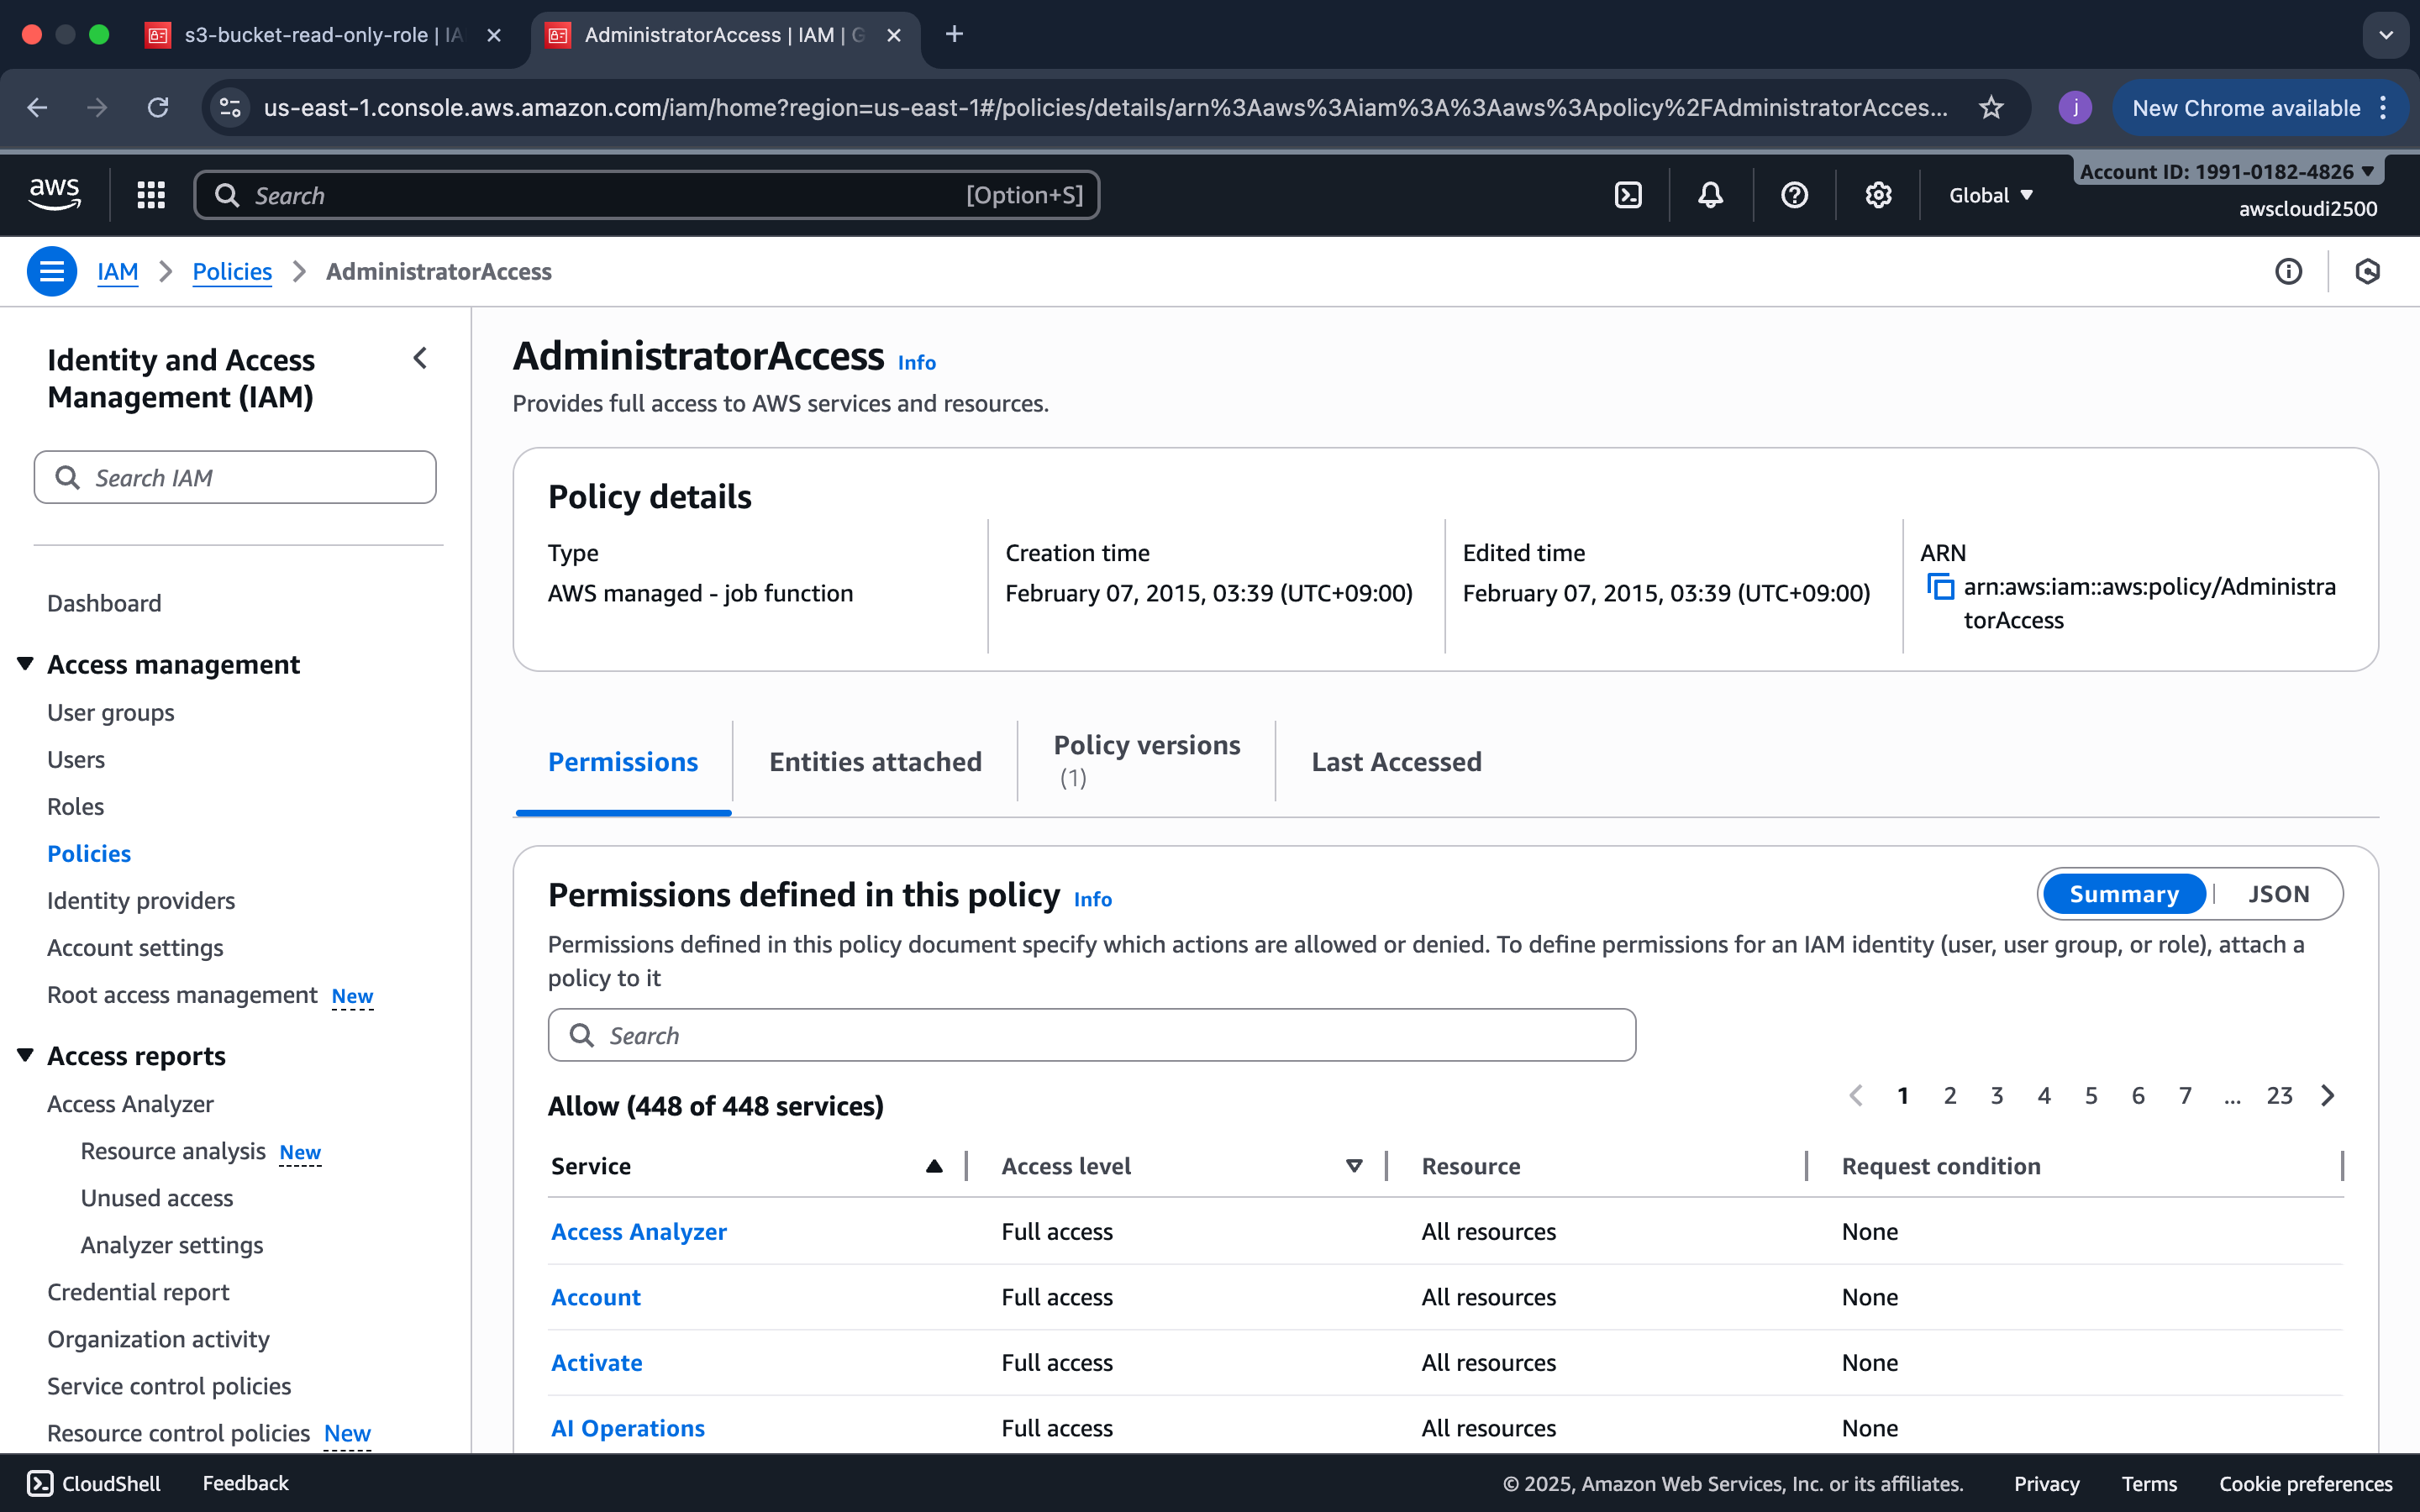 s3-bucket-read-only-role | IA
AdministratorAccess | IAM | G
us-east-1.console.aws.amazon.com/iam/home?region=us-east-1#/policies/details/arn%3Aaws%3Aiam%3A%3Aaws%3Apolicy%2FAdministratorAcces...
j
New Chrome available
aws
Search
[Option+S]
Global
Account ID: 1991-0182-4826
awscloudi2500
IAM > Policies > AdministratorAccess
Identity and Access
Management (IAM)
Search IAM
Dashboard
Access management
User groups
Users
Roles
Policies
Identity providers
Account settings
Root access management New
Access reports
Access Analyzer
Resource analysis New
Unused access
Analyzer settings
Credential report
Organization activity
Service control policies
Resource control policies New
AdministratorAccess Info
Provides full access to AWS services and resources.
Policy details
Type
AWS managed - job function
Creation time
February 07, 2015, 03:39 (UTC+09:00)
Edited time
February 07, 2015, 03:39 (UTC+09:00)
ARN
arn:aws:iam::aws:policy/Administra
torAccess
Permissions
Entities attached
Policy versions
(1)
Last Accessed
Permissions defined in this policy Info
Summary
JSON
Permissions defined in this policy document specify which actions are allowed or denied. To define permissions for an IAM identity (user, user group, or role), attach a
policy to it
Search
Allow (448 of 448 services)
1 2 3 4 5 6 7 ... 23
Service Access level Resource Request condition
Access Analyzer Full access All resources None
Account Full access All resources None
Activate Full access All resources None
AI Operations Full access All resources None
CloudShell Feedback © 2025, Amazon Web Services, Inc. or its affiliates. Privacy Terms Cookie preferences